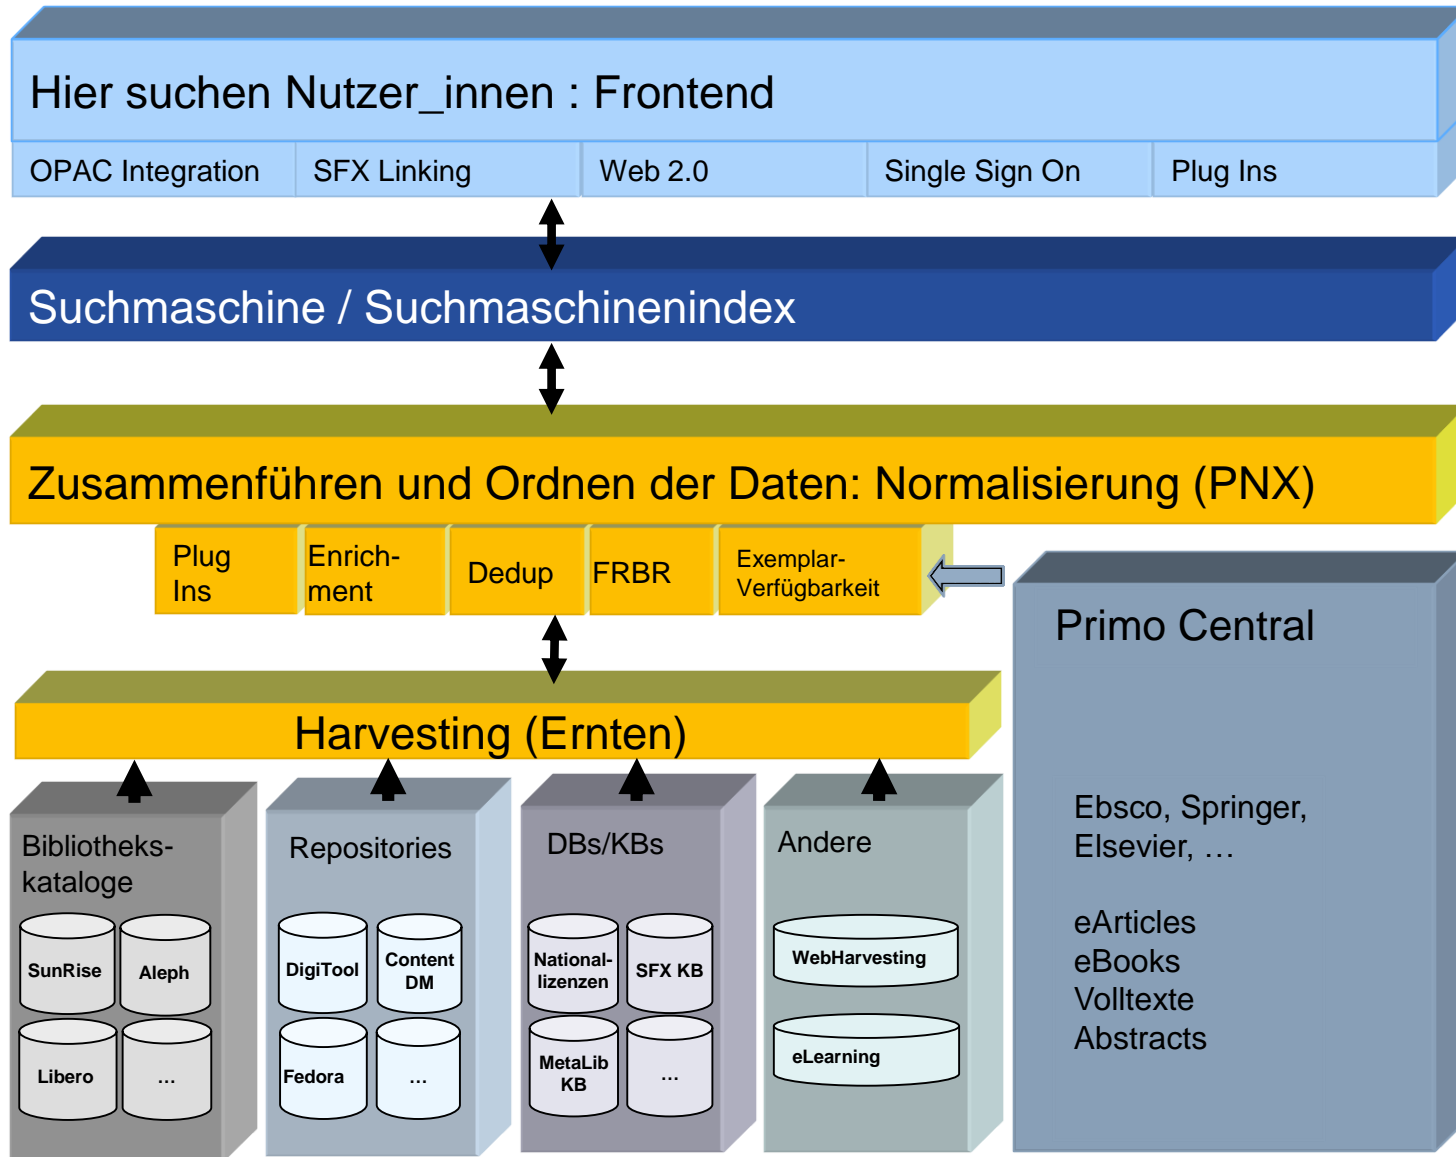 Hier suchen Nutzer_innen : Frontend
OPAC Integration
SFX Linking
Web 2.0
Single Sign On
Plug Ins
Suchmaschine / Suchmaschinenindex
Zusammenführen und Ordnen der Daten: Normalisierung (PNX)
Plug
Ins
Enrich-
ment
Dedup
FRBR
Exemplar-
Verfügbarkeit
Primo Central
Ebsco, Springer,
Elsevier, …
eArticles
eBooks
Volltexte
Abstracts
Harvesting (Ernten)
Bibliotheks-
kataloge
SunRise
Aleph
Libero
…
Repositories
DigiTool
Content
DM
Fedora
…
DBs/KBs
National-
lizenzen
SFX KB
MetaLib
KB
…
Andere
WebHarvesting
eLearning